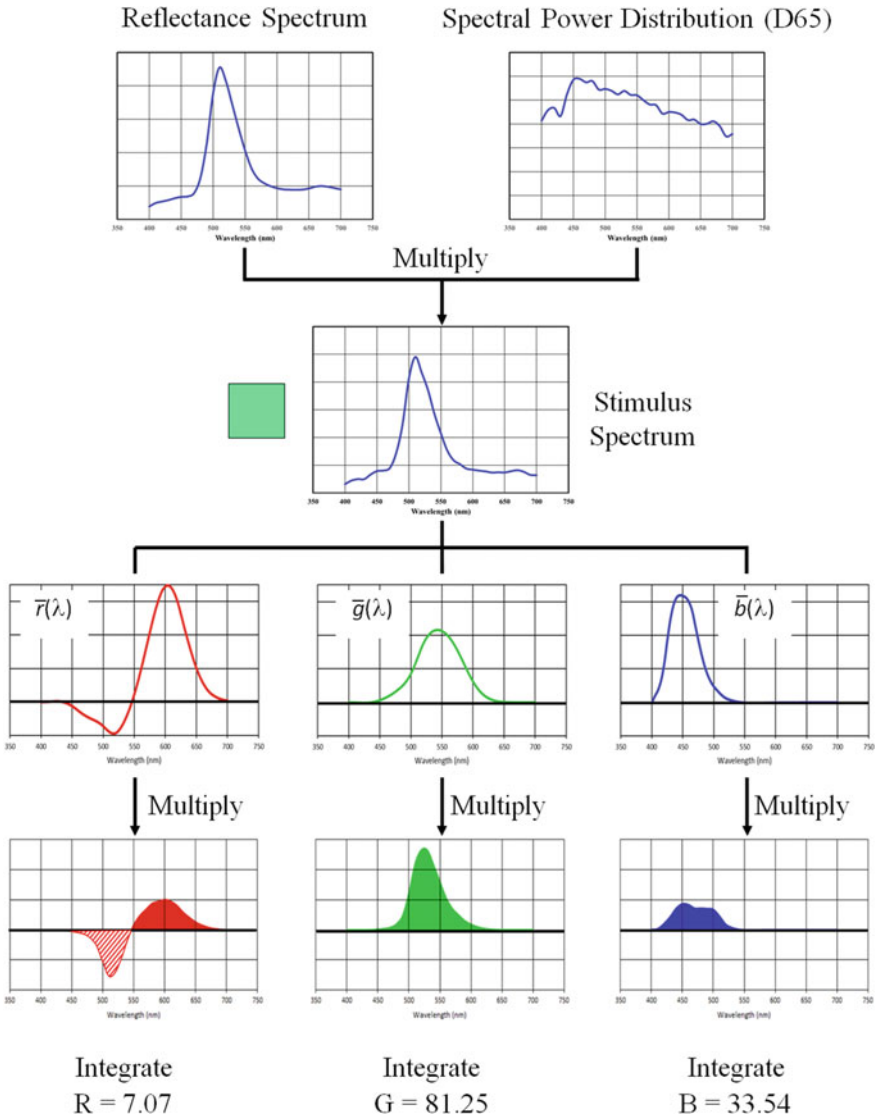 Reflectance Spectrum
Spectral Power Distribution (D65)
350 400 450 500 550 600 650 700 750
Wavelength (nm)
350 400 450 500 550 600 650 700 750
Wavelength (nm)
Multiply
350 400 450 500 550 600 650 700 750
Wavelength (nm)
Stimulus
Spectrum
r̅(λ)
g̅(λ)
b̅(λ)
350 400 450 500 550 600 650 700 750
Wavelength (nm)
350 400 450 500 550 600 650 700 750
Wavelength (nm)
350 400 450 500 550 600 650 700 750
Wavelength (nm)
Multiply
Multiply
Multiply
350 400 450 500 550 600 650 700 750
Wavelength (nm)
350 400 450 500 550 600 650 700 750
Wavelength (nm)
350 400 450 500 550 600 650 700 750
Wavelength (nm)
Integrate
R = 7.07
Integrate
G = 81.25
Integrate
B = 33.54